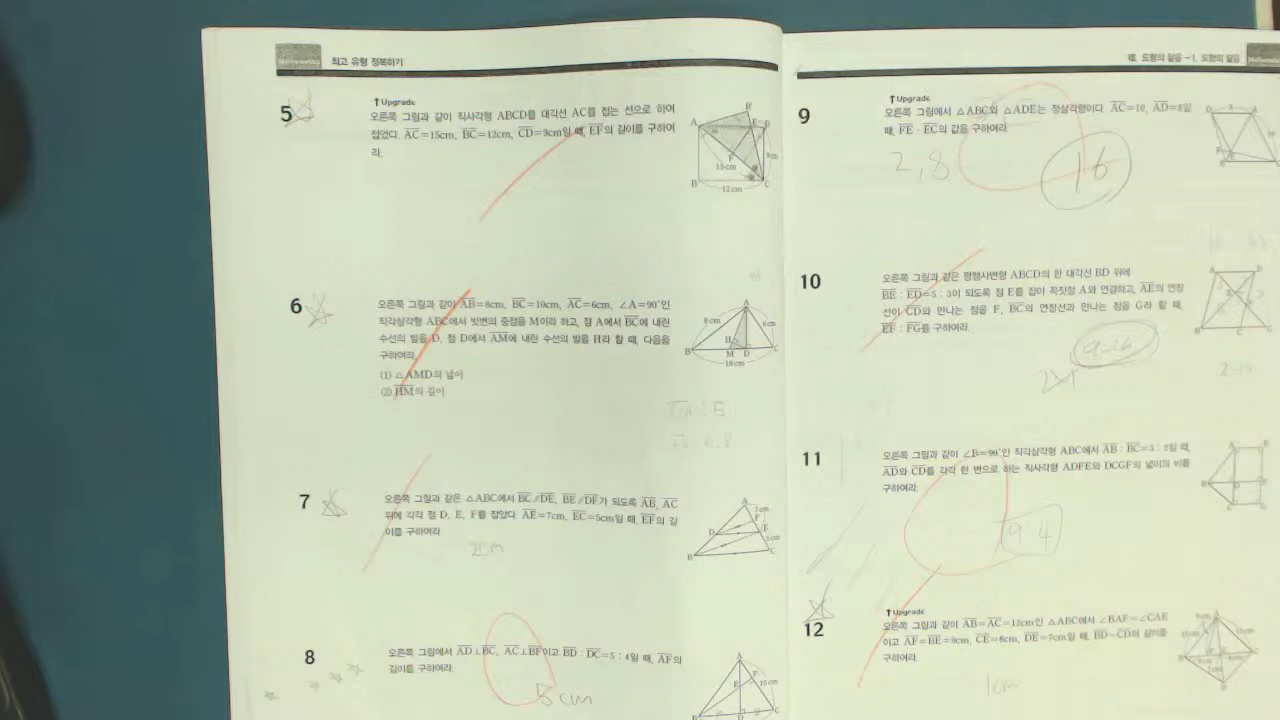 Mathematics
최고 유형 정복하기
5
↑Upgrade
오른쪽 그림과 같이 직사각형 ABCD를 대각선 AC를 접는 선으로 하여
접었다. AC=15cm, BC=12cm, CD=9cm일 때, EF의 길이를 구하여
라.
A
B'
E
D
F
9cm
15cm
B
12cm
C
6
오른쪽 그림과 같이 AB=8cm, BC=10cm, AC=6cm, ∠A=90°인
직각삼각형 ABC에서 빗변의 중점을 M이라 하고, 점 A에서 BC에 내린
수선의 발을 D, 점 D에서 AM에 내린 수선의 발을 H라 할 때, 다음을
구하여라.
(1) △AMD의 넓이
(2) HM의 길이
A
8cm
6cm
H
B
M D
C
10cm
7
오른쪽 그림과 같은 △ABC에서 BC∥DE, BE∥DF가 되도록 AB, AC
위에 각각 점 D, E, F를 잡았다. AE=7cm, EC=5cm일 때, EF의 길
이를 구하여라.
2cm
A
7cm
F
D
E
5cm
B
C
8
오른쪽 그림에서 AD⊥BC, AC⊥BF이고 BD : DC=5 : 4일 때, AF의
길이를 구하여라.
5cm
A
F
E
15cm
B
D
C
Ⅶ. 도형의 닮음 - 1. 도형의 닮음
9
↑Upgrade
오른쪽 그림에서 △ABC와 △ADE는 정삼각형이다. AC=10, AD=8일
때, FE · EC의 값을 구하여라.
2,8
16
10
오른쪽 그림과 같은 평행사변형 ABCD의 한 대각선 BD 위에
BE : ED=5 : 3이 되도록 점 E를 잡아 꼭짓점 A와 연결하고, AE의 연장
선이 CD와 만나는 점을 F, BC의 연장선과 만나는 점을 G라 할 때,
EF : FG를 구하여라.
9:16
A
D
B
C
G
11
오른쪽 그림과 같이 ∠B=90°인 직각삼각형 ABC에서 AB : BC=3 : 2일 때,
AD와 CD를 각각 한 변으로 하는 직사각형 ADFE와 DCGF의 넓이의 비를
구하여라.
9 4
12
↑Upgrade
오른쪽 그림과 같이 AB=AC=12cm인 △ABC에서 ∠BAF=∠CAE
이고 AF=BE=9cm, CE=8cm, DE=7cm일 때, BD-CD의 길이를
구하여라.
1cm